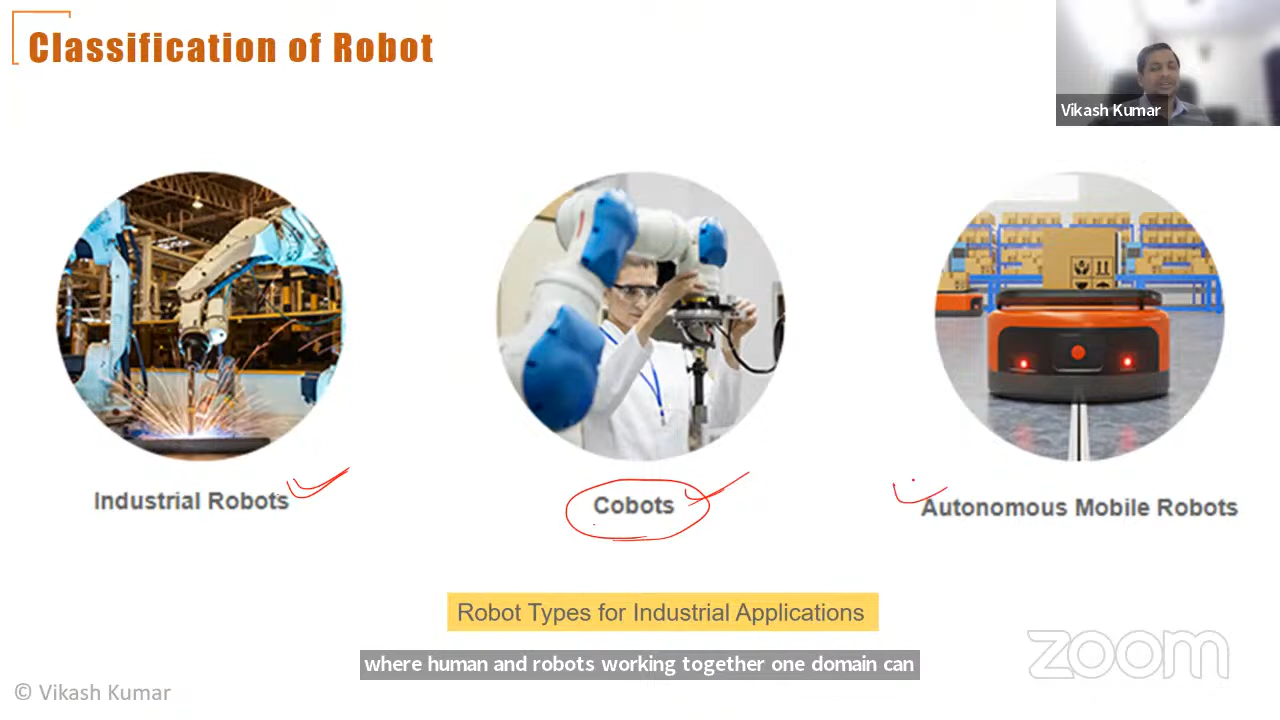 Classification of Robot
Vikash Kumar
Industrial Robots
Cobots
Autonomous Mobile Robots
Robot Types for Industrial Applications
where human and robots working together one domain can
zoom
© Vikash Kumar